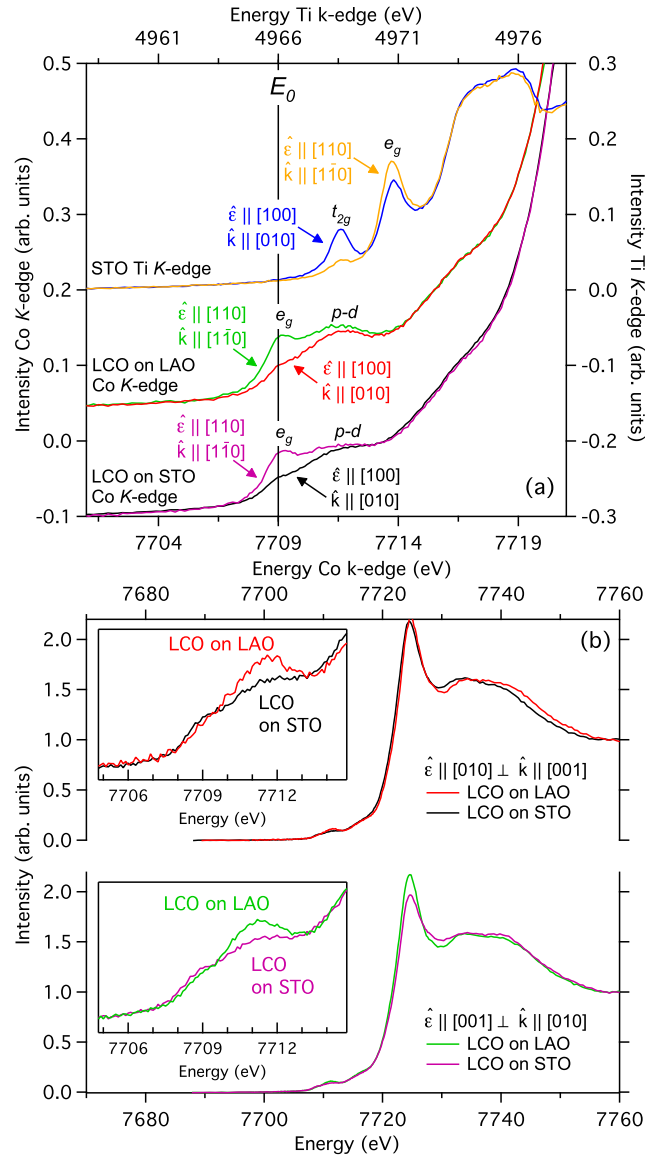 Energy Ti k-edge (eV)
4961 4966 4971 4976
0.5
0.4
0.3
0.2
0.1
0.0
-0.1
Intensity Co K-edge (arb. units)
0.3
0.2
0.1
0.0
-0.1
-0.2
-0.3
Intensity Ti K-edge (arb. units)
E0
ε̂ || [110]
k̂ || [11̄0]
eg
ε̂ || [100]
k̂ || [010]
t2g
STO Ti K-edge
ε̂ || [110]
k̂ || [11̄0]
eg
p-d
LCO on LAO
Co K-edge
ε̂ || [100]
k̂ || [010]
ε̂ || [110]
k̂ || [11̄0]
eg
p-d
LCO on STO
Co K-edge
ε̂ || [100]
k̂ || [010]
(a)
7704 7709 7714 7719
Energy Co k-edge (eV)
7680 7700 7720 7740 7760
(b)
2.0
1.5
1.0
0.0
LCO on LAO
LCO
on STO
7706 7709 7712
Energy (eV)
ε̂ || [010] ⊥ k̂ || [001]
LCO on LAO
LCO on STO
Intensity (arb. units)
2.0
1.5
1.0
0.0
LCO on LAO
LCO
on STO
7706 7709 7712
Energy (eV)
ε̂ || [001] ⊥ k̂ || [010]
LCO on LAO
LCO on STO
7680 7700 7720 7740 7760
Energy (eV)